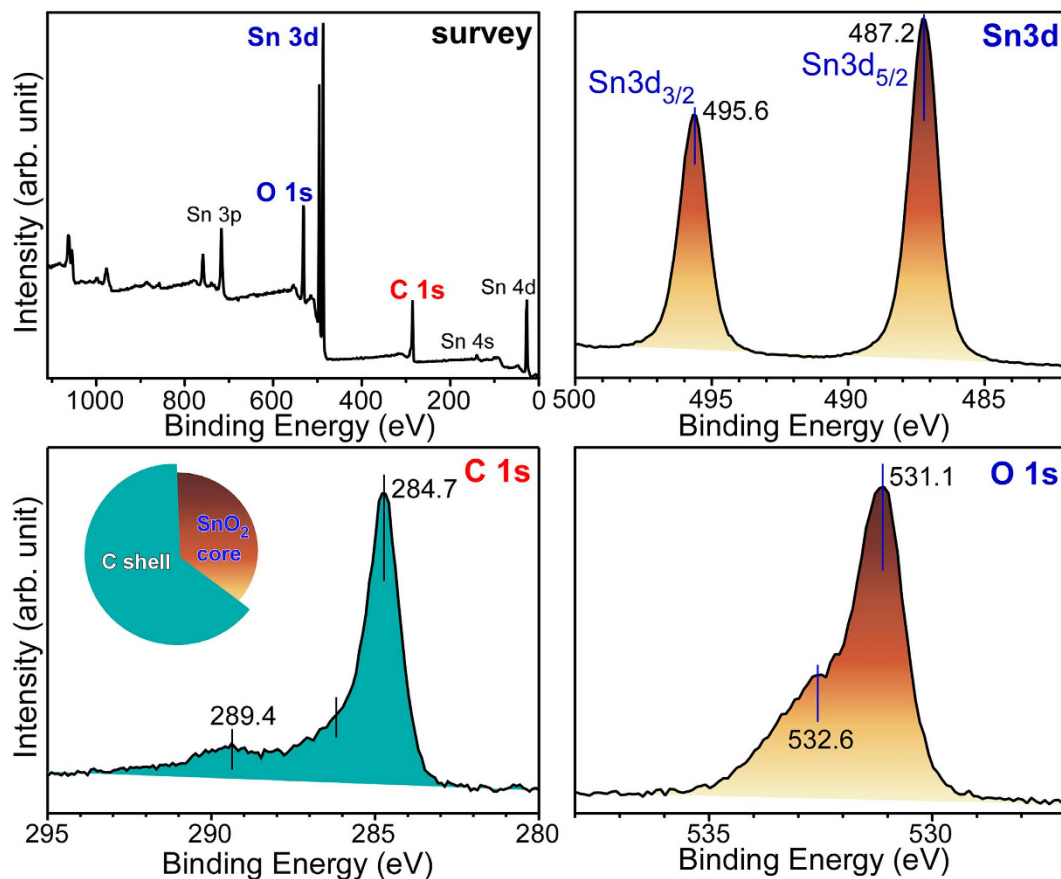 survey
Sn 3d
O 1s
Sn 3p
C 1s
Sn 4d
Sn 4s
Intensity (arb. unit)
1000 800 600 400 200 0
Binding Energy (eV)
Sn3d
487.2
Sn3d5/2
Sn3d3/2
495.6
500 495 490 485
Binding Energy (eV)
C 1s
284.7
SnO2
core
C shell
289.4
Intensity (arb. unit)
295 290 285 280
Binding Energy (eV)
O 1s
531.1
532.6
535 530
Binding Energy (eV)